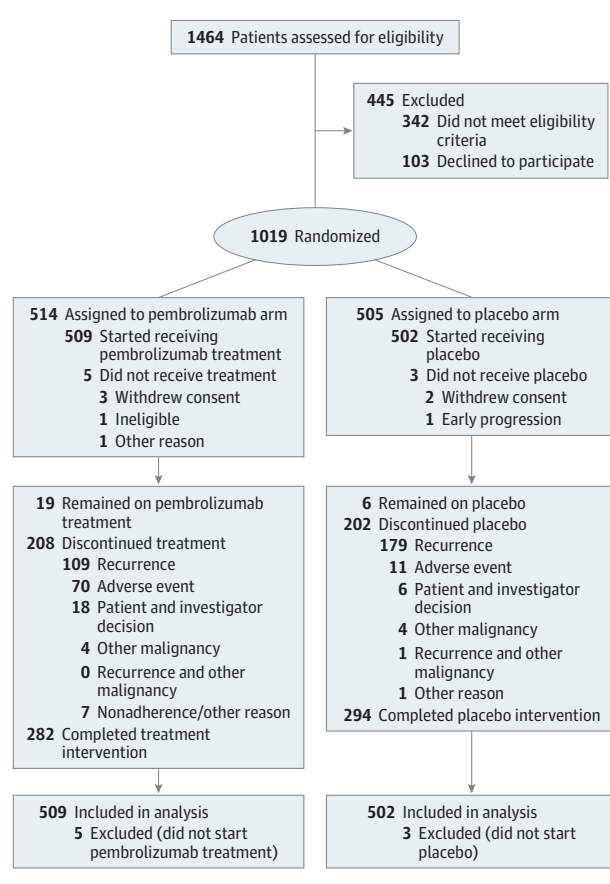 1464 Patients assessed for eligibility
445 Excluded
342 Did not meet eligibility
criteria
103 Declined to participate
1019 Randomized
514 Assigned to pembrolizumab arm
509 Started receiving
pembrolizumab treatment
5 Did not receive treatment
3 Withdrew consent
1 Ineligible
1 Other reason
505 Assigned to placebo arm
502 Started receiving
placebo
3 Did not receive placebo
2 Withdrew consent
1 Early progression
19 Remained on pembrolizumab
treatment
208 Discontinued treatment
109 Recurrence
70 Adverse event
18 Patient and investigator
decision
4 Other malignancy
0 Recurrence and other
malignancy
7 Nonadherence/other reason
282 Completed treatment
intervention
6 Remained on placebo
202 Discontinued placebo
179 Recurrence
11 Adverse event
6 Patient and investigator
decision
4 Other malignancy
1 Recurrence and other
malignancy
1 Other reason
294 Completed placebo intervention
509 Included in analysis
5 Excluded (did not start
pembrolizumab treatment)
502 Included in analysis
3 Excluded (did not start
placebo)